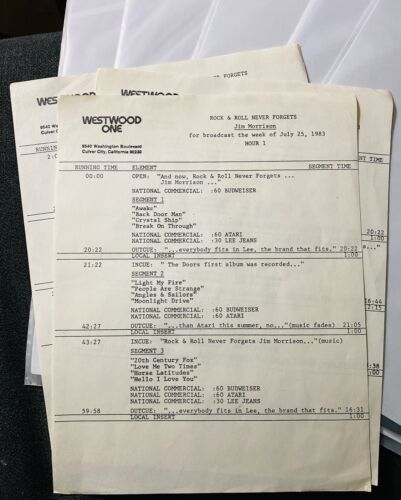 WESTWOOD
ONE
9540 Washington Boulevard
Culver City, California 90230
ROCK & ROLL NEVER FORGETS
Jim Morrison
for broadcast the week of July 25, 1983
HOUR 1
RUNNING TIME ELEMENT SEGMENT TIME
00:00 OPEN: "And now, Rock & Roll Never Forgets ...
Jim Morrison ..."
NATIONAL COMMERCIAL: :60 BUDWEISER
SEGMENT 1
"Awake"
"Back Door Man"
"Crystal Ship"
"Break On Through"
NATIONAL COMMERCIAL: :60 ATARI
NATIONAL COMMERCIAL: :30 LEE JEANS
20:22 OUTCUE: "...everybody fits in Lee, the brand that fits." 20:22
LOCAL INSERT 1:00
21:22 INCUE: " The Doors first album was recorded..."
SEGMENT 2
"Light My Fire"
"People Are Strange"
"Angles & Sailors"
"Moonlight Drive"
NATIONAL COMMERCIAL: :60 BUDWEISER
NATIONAL COMMERCIAL: :60 ATARI
42:27 OUTCUE: "...than Atari this summer, no..."(music fades) 21:05
LOCAL INSERT 1:00
43:27 INCUE: "Rock & Roll Never Forgets Jim Morrison..."(music)
SEGMENT 3
"20th Century Fox"
"Love Me Two Times"
"Horse Latitudes"
"Hello I Love You"
NATIONAL COMMERCIAL: :60 BUDWEISER
NATIONAL COMMERCIAL: :60 ATARI
NATIONAL COMMERCIAL: :30 LEE JEANS
59:58 OUTCUE: "...everybody fits in Lee, the brand that fits." 16:31
LOCAL INSERT 1:00
WESTWOOD
FORGETS
9540 W
Culver C
RUNNING
20:22
1:00
16:44
2:15
:38
:00